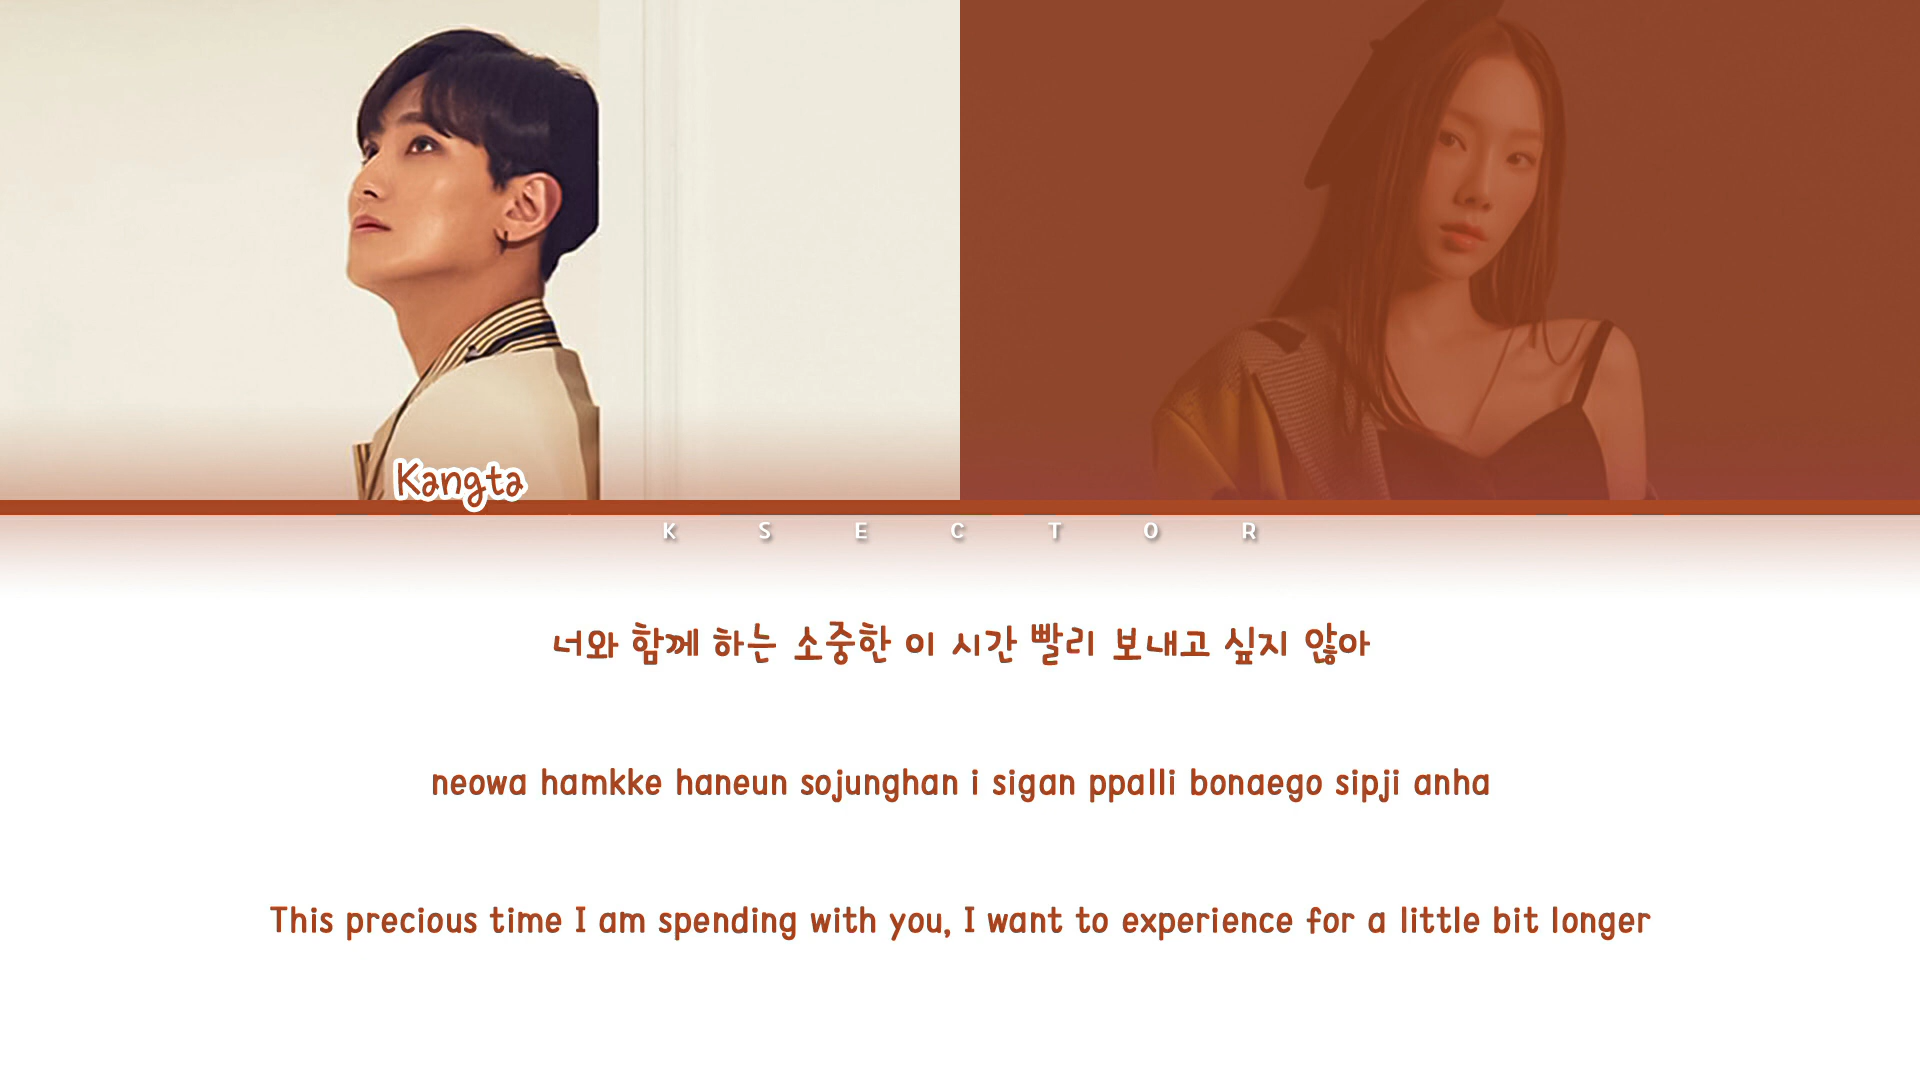 Kangta
K S E C T O R
너와 함께 하는 소중한 이 시간 빨리 보내고 싶지 않아
neowa hamkke haneun sojunghan i sigan ppalli bonaego sipji anha
This precious time I am spending with you, I want to experience for a little bit longer